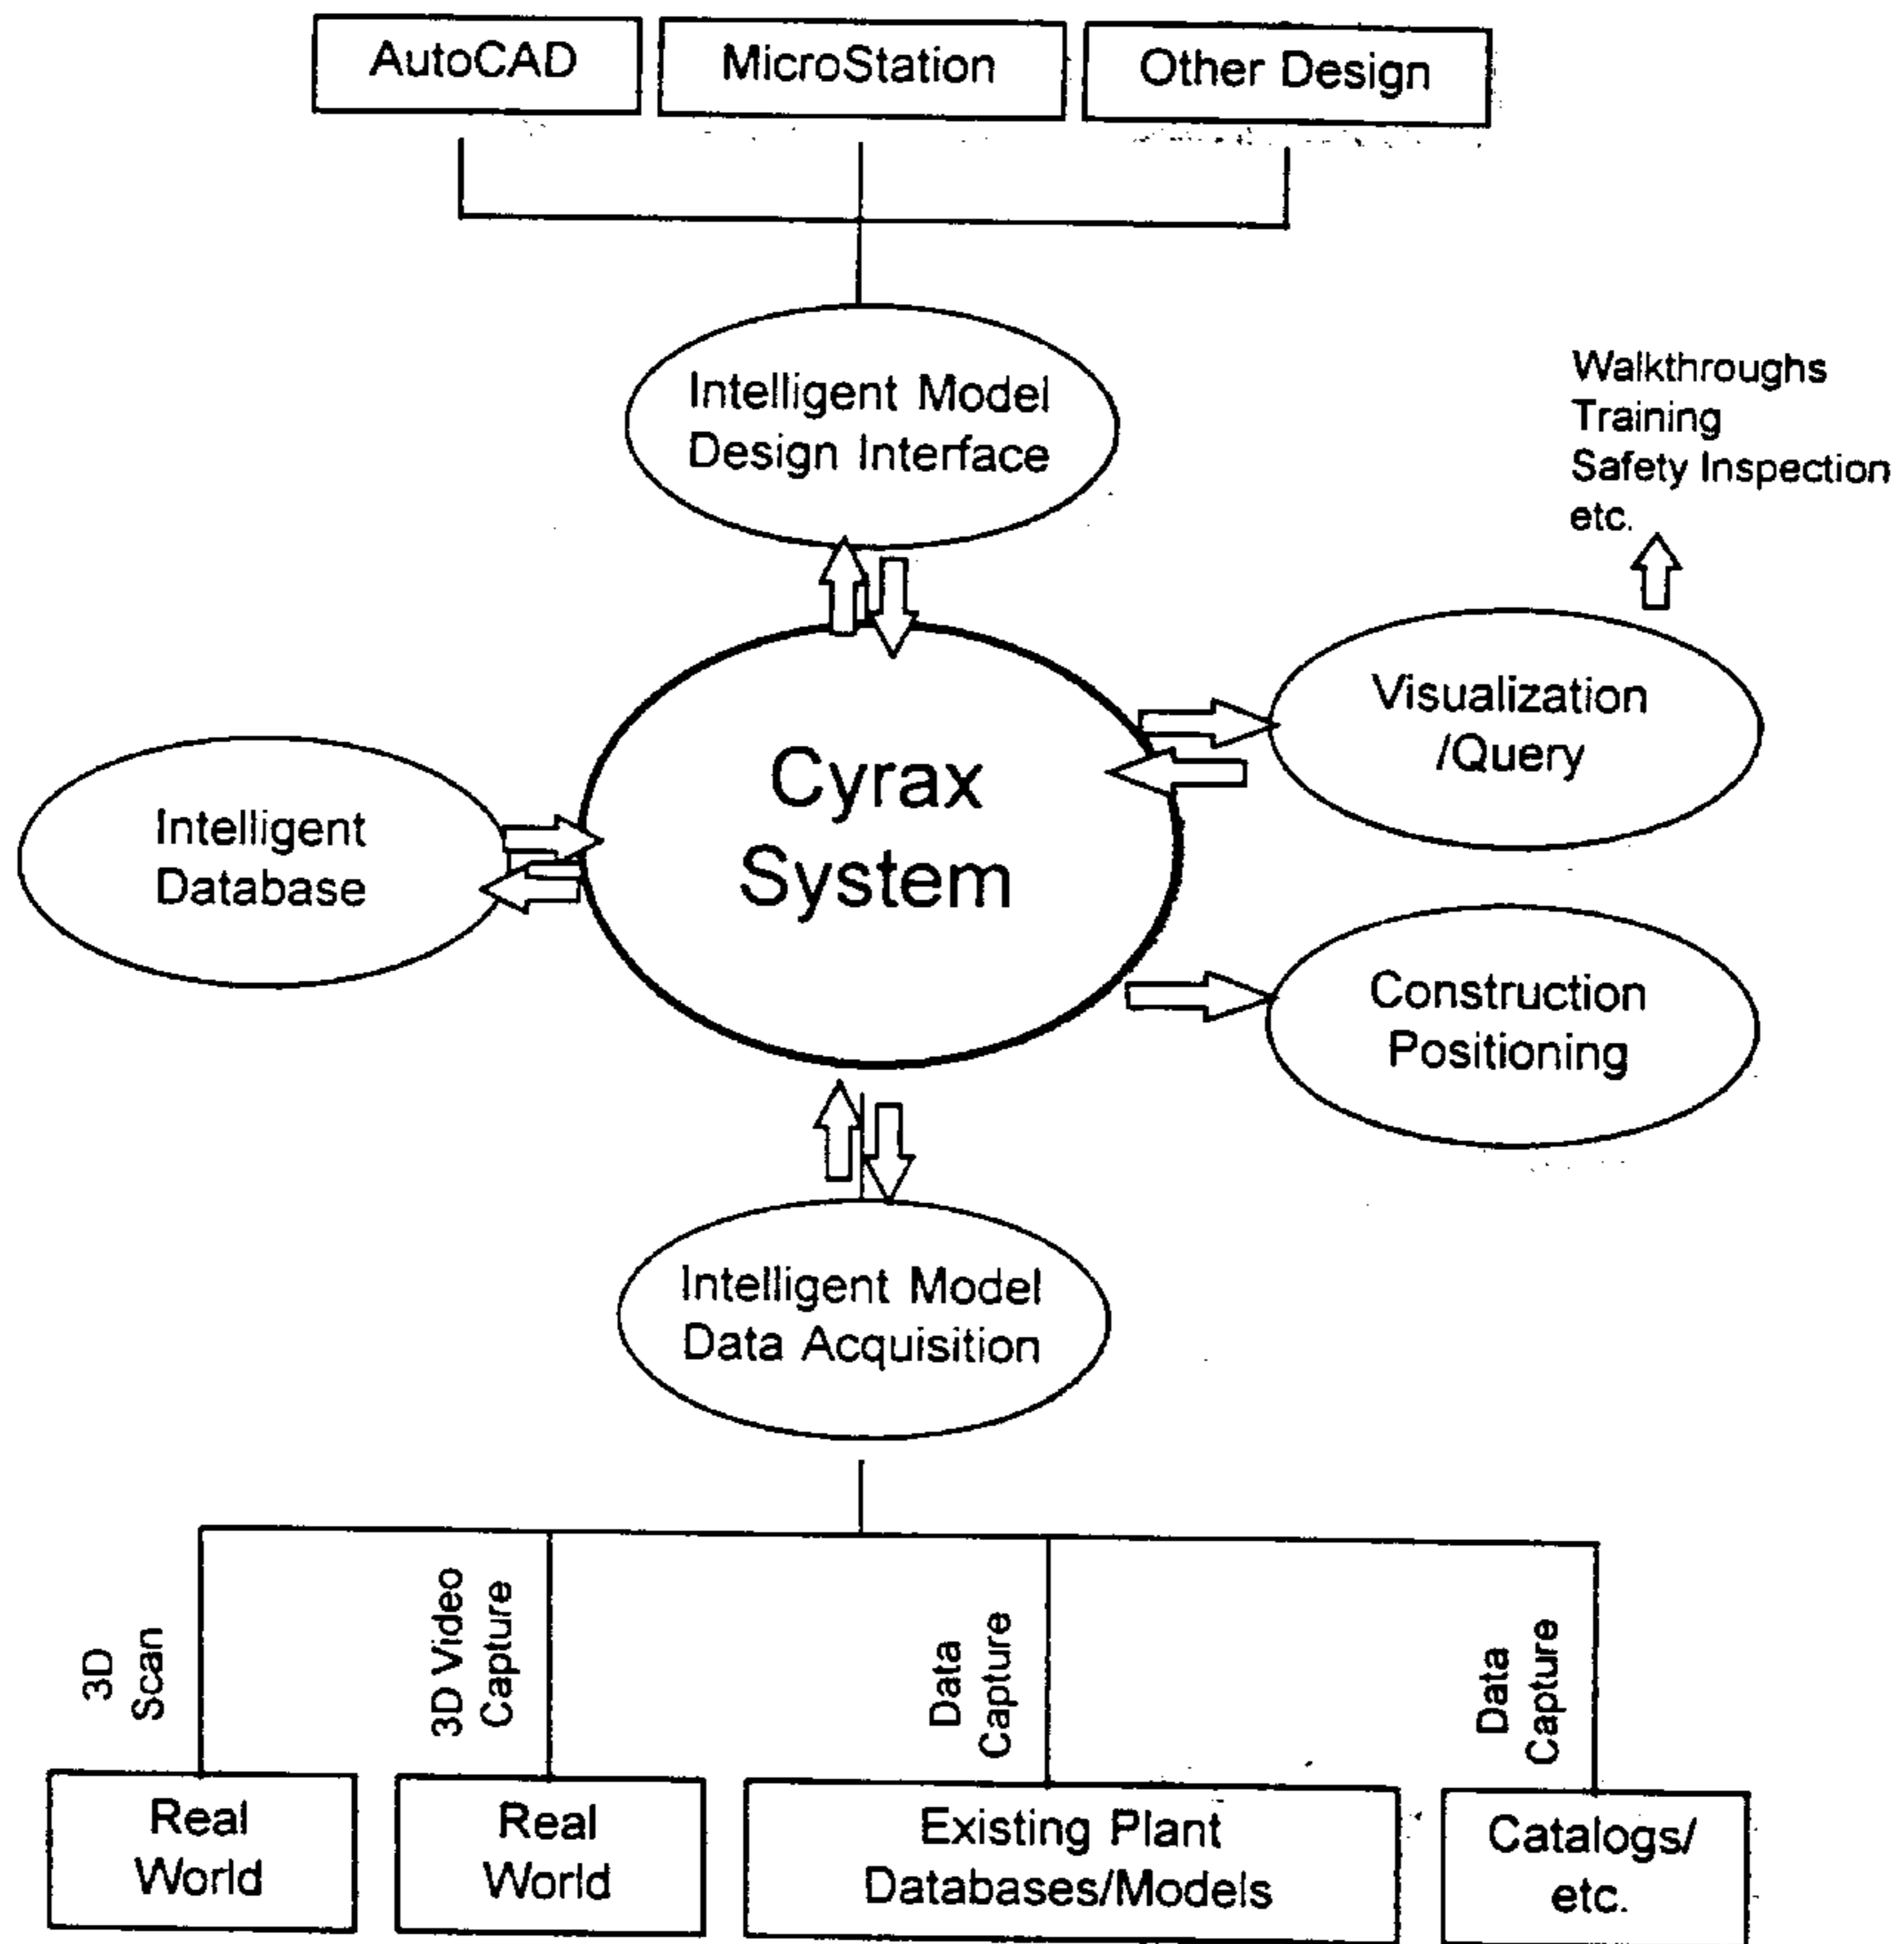 AutoCAD
MicroStation
Other Design
Intelligent Model
Design Interface
Walkthroughs
Training
Safety Inspection
etc.
Visualization
/Query
Cyrax
System
Intelligent
Database
Construction
Positioning
Intelligent Model
Data Acquisition
3D
Scan
3D Video
Capture
Data
Capture
Data
Capture
Real
World
Real
World
Existing Plant
Databases/Models
Catalogs/
etc.